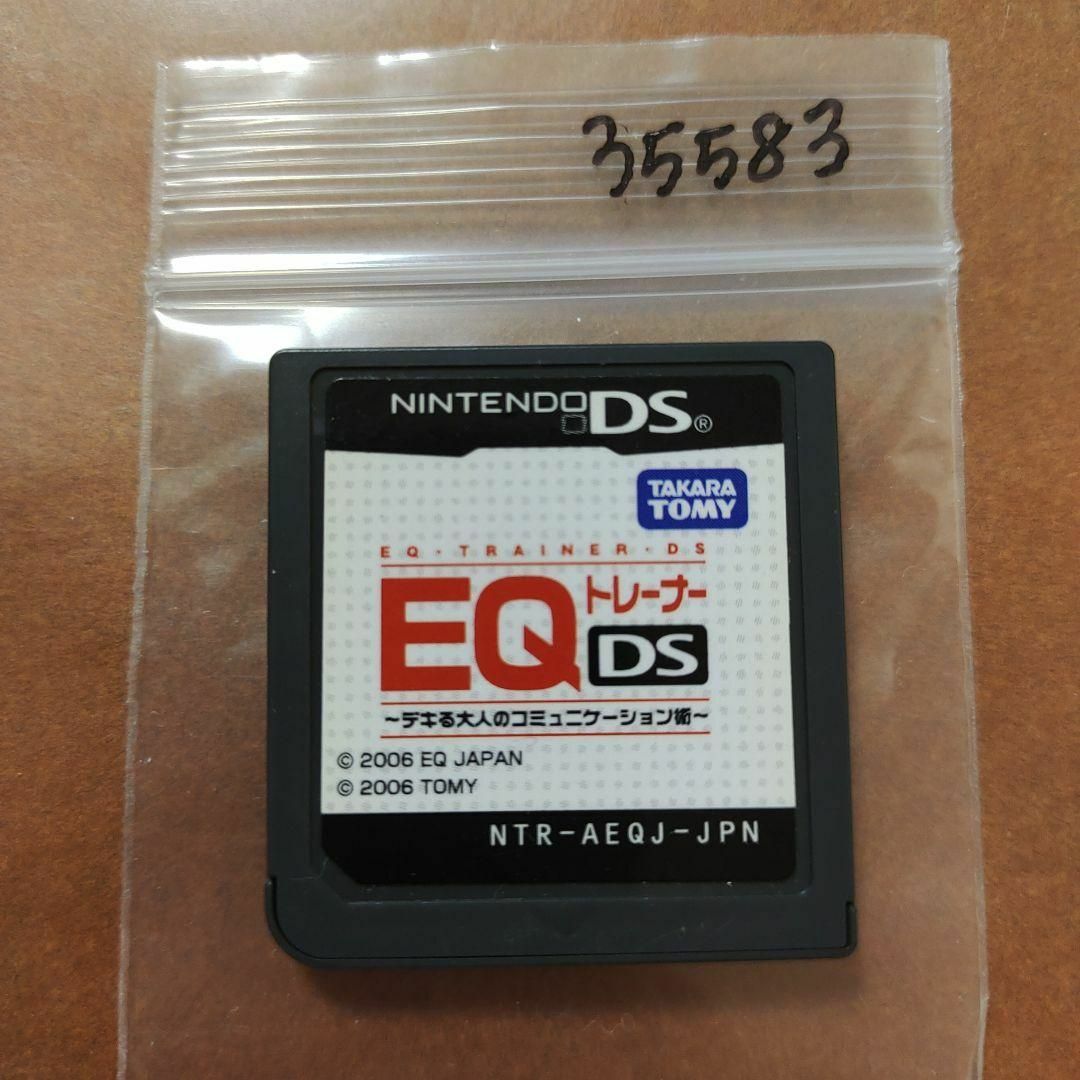 35583
NINTENDO DS®
TAKARA
TOMY
EQ・TRAINER・DS
EQトレーナー
DS
～デキる大人のコミュニケーション術～
© 2006 EQ JAPAN
© 2006 TOMY
NTR-AEQJ-JPN